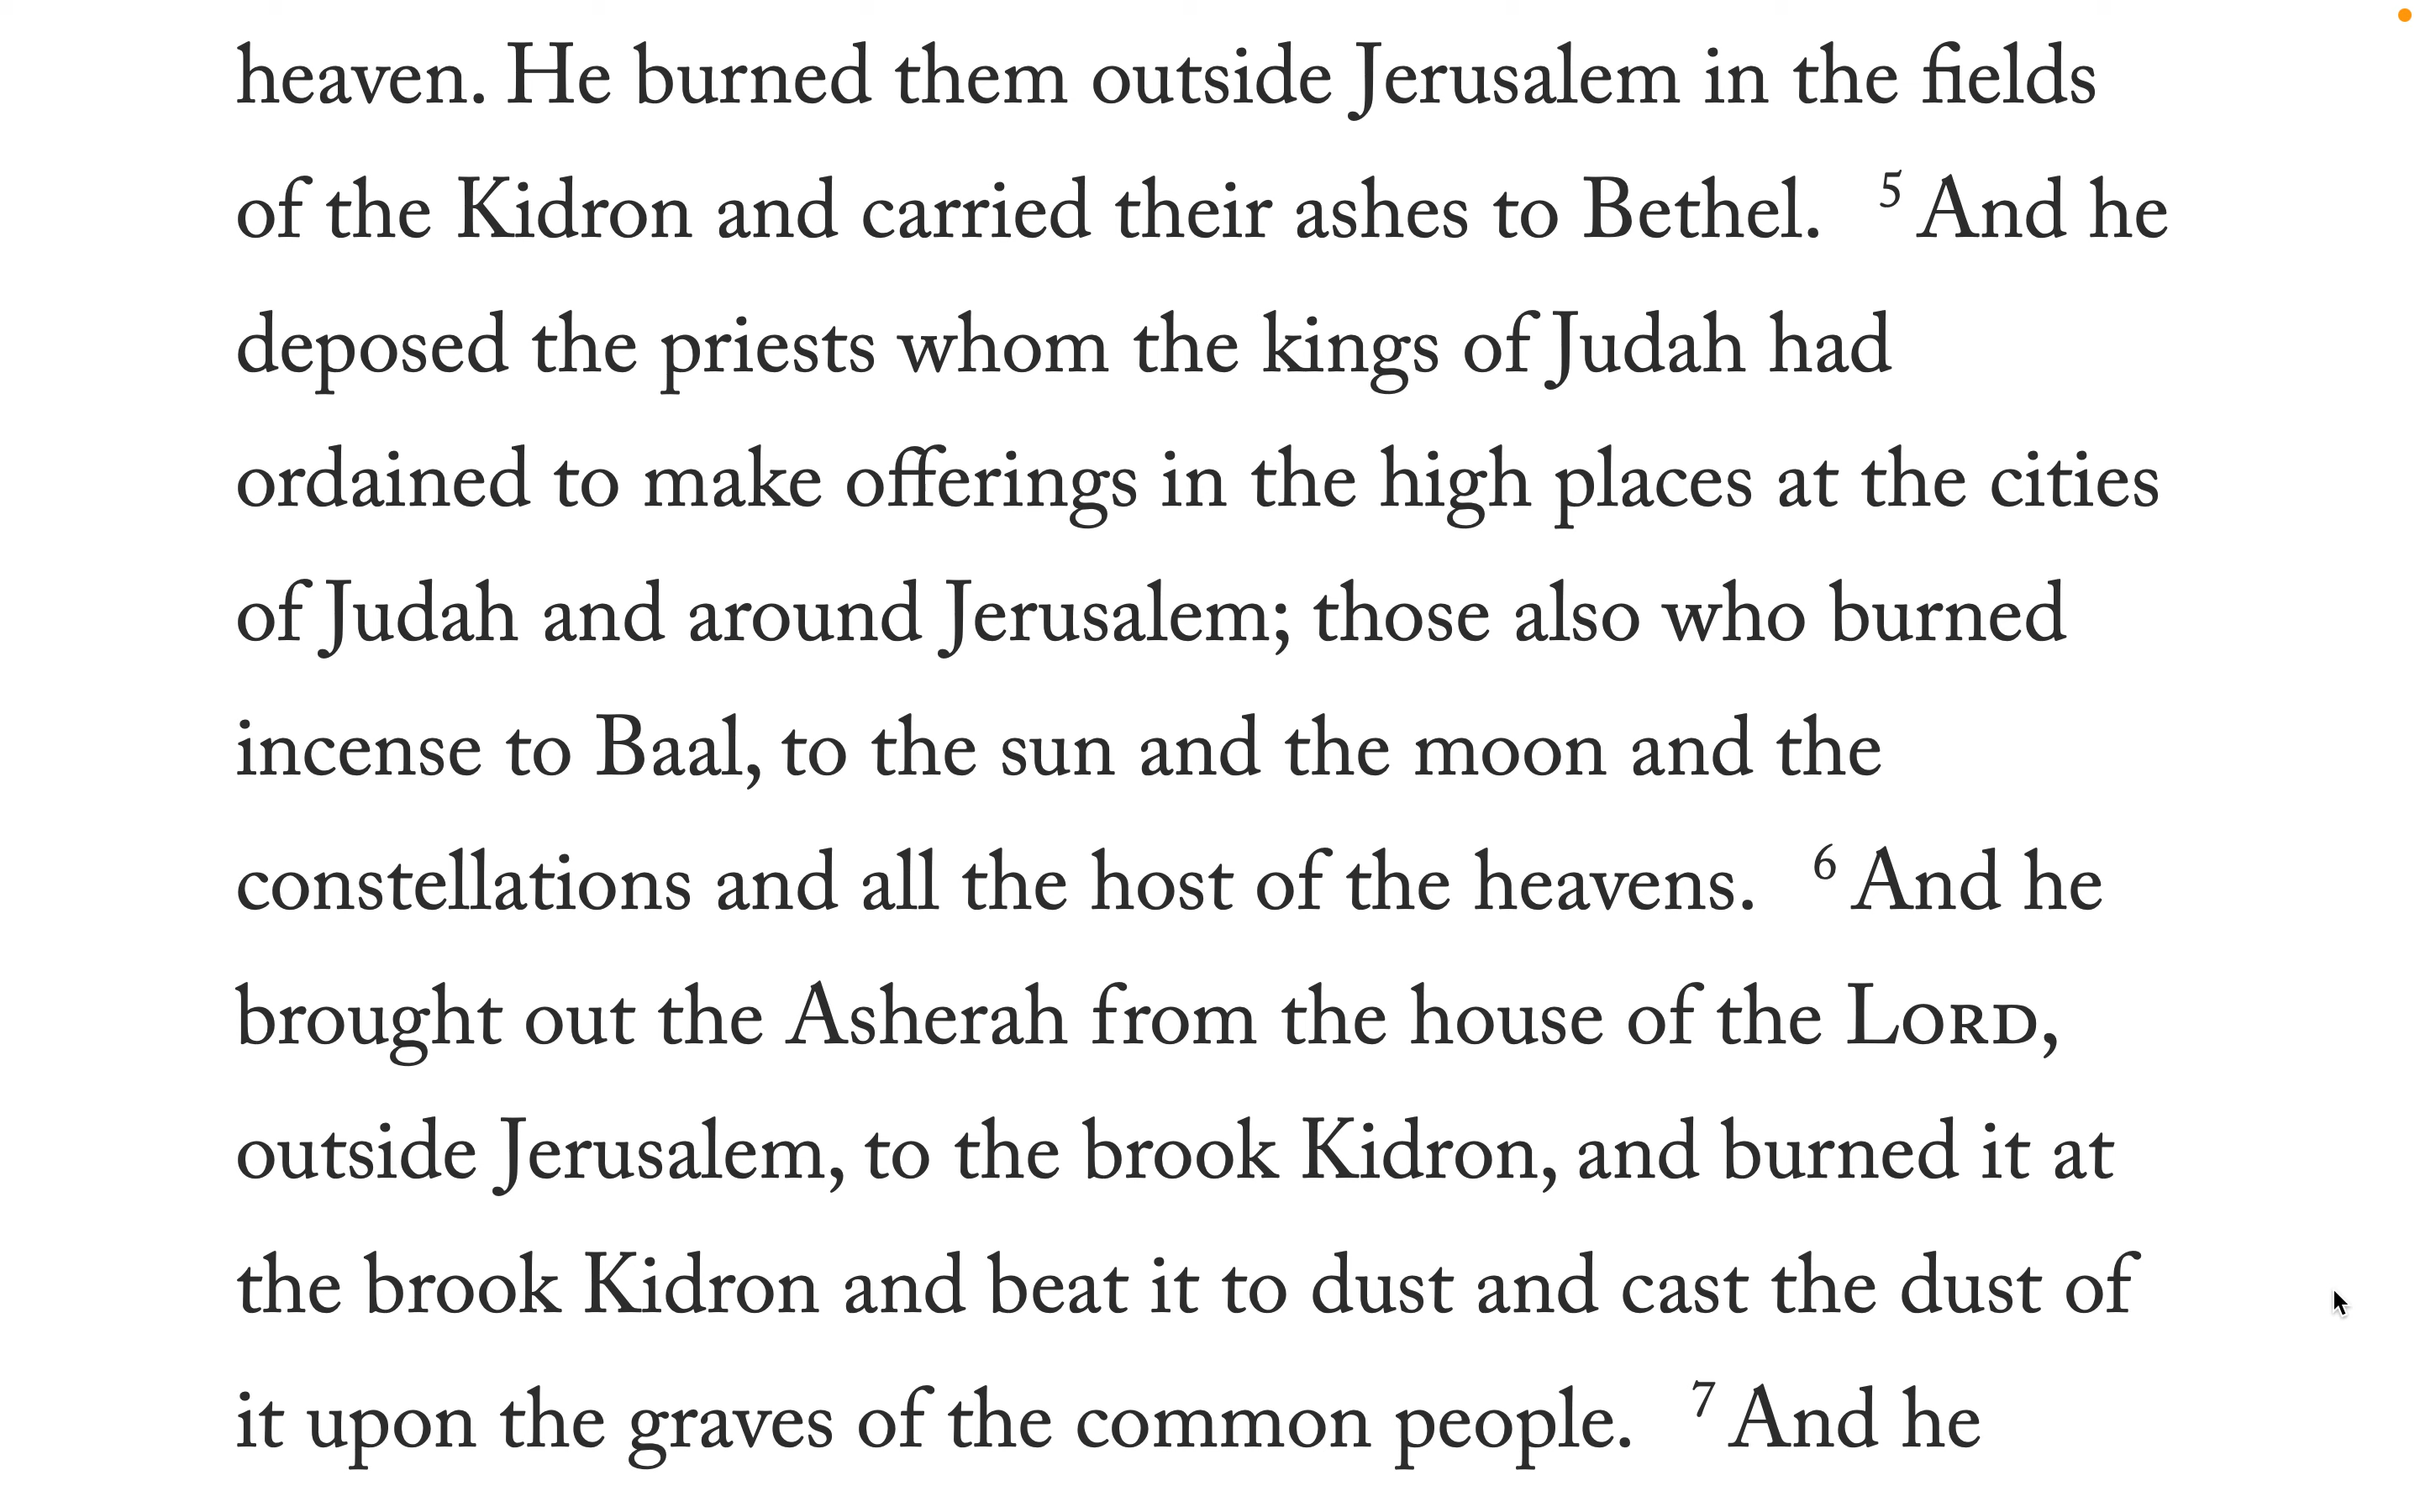 heaven. He burned them outside Jerusalem in the fields
of the Kidron and carried their ashes to Bethel. 5 And he
deposed the priests whom the kings of Judah had
ordained to make offerings in the high places at the cities
of Judah and around Jerusalem; those also who burned
incense to Baal, to the sun and the moon and the
constellations and all the host of the heavens. 6 And he
brought out the Asherah from the house of the LORD,
outside Jerusalem, to the brook Kidron, and burned it at
the brook Kidron and beat it to dust and cast the dust of
it upon the graves of the common people. 7 And he